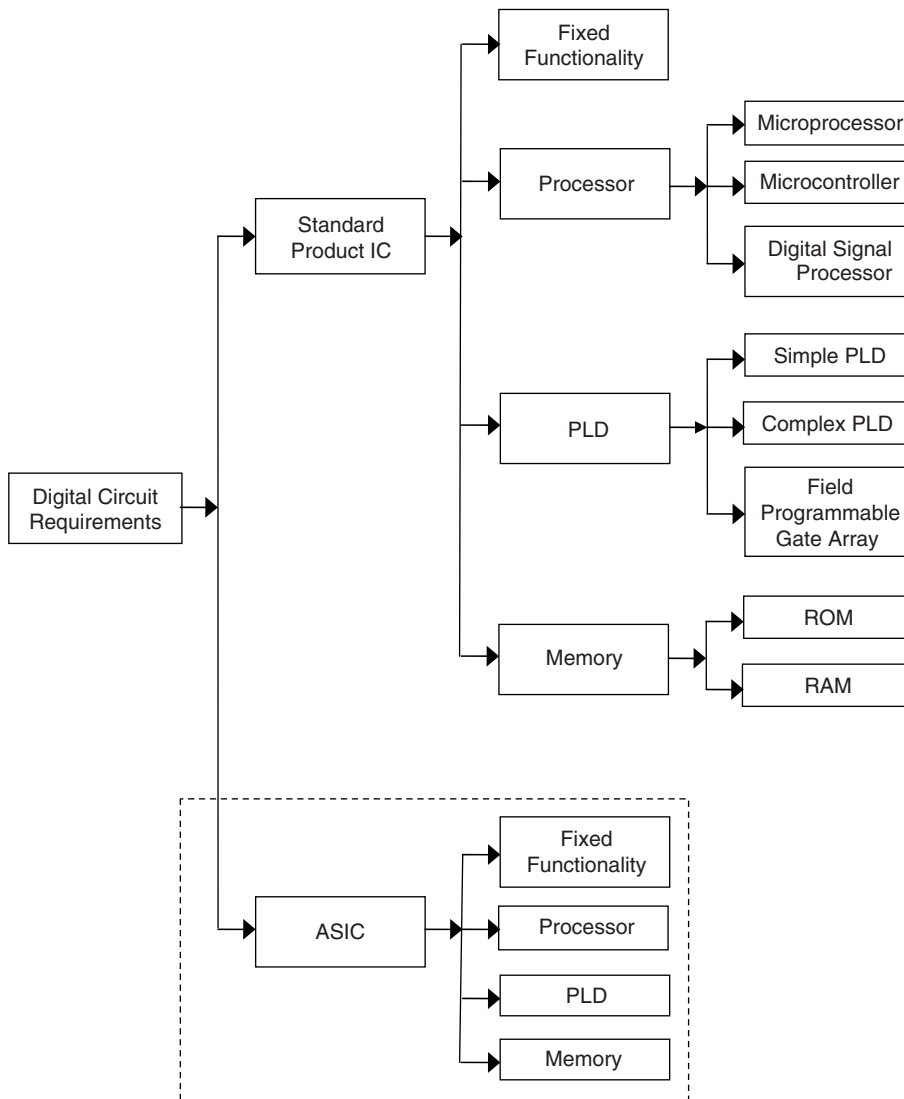 Fixed
Functionality
Microprocessor
Processor
Microcontroller
Standard
Product IC
Digital Signal
Processor
Simple PLD
PLD
Complex PLD
Digital Circuit
Requirements
Field
Programmable
Gate Array
ROM
Memory
RAM
Fixed
Functionality
ASIC
Processor
PLD
Memory